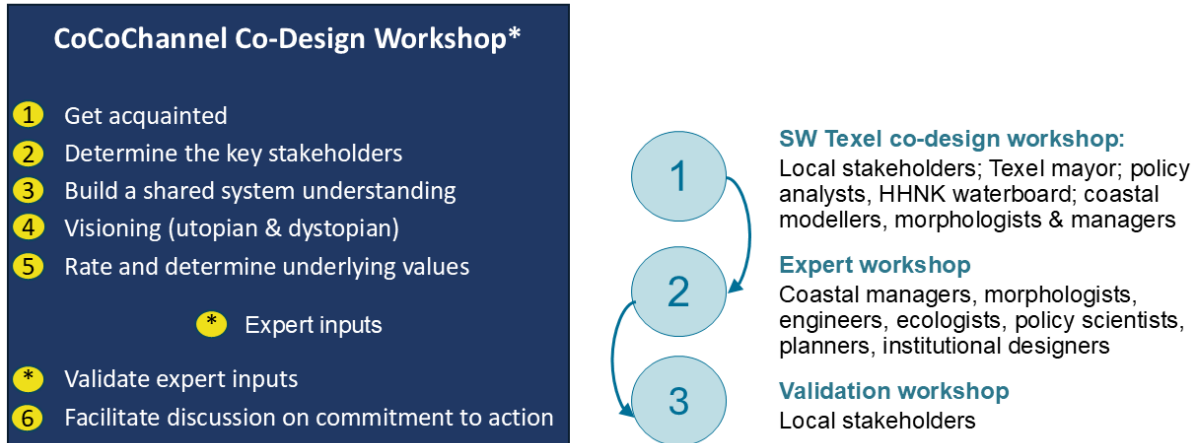 CoCoChannel Co-Design Workshop*
1 Get acquainted
2 Determine the key stakeholders
3 Build a shared system understanding
4 Visioning (utopian & dystopian)
5 Rate and determine underlying values
* Expert inputs
* Validate expert inputs
6 Facilitate discussion on commitment to action
1
SW Texel co-design workshop:
Local stakeholders; Texel mayor; policy
analysts, HHNK waterboard; coastal
modellers, morphologists & managers
2
Expert workshop
Coastal managers, morphologists,
engineers, ecologists, policy scientists,
planners, institutional designers
3
Validation workshop
Local stakeholders